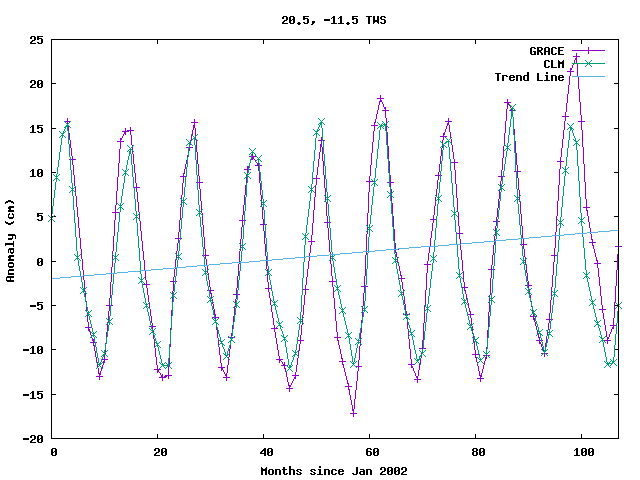 20.5, -11.5 TWS
GRACE
CLM
Trend Line
25
20
15
10
5
0
-5
-10
-15
-20
Anomaly (cm)
0 20 40 60 80 100
Months since Jan 2002